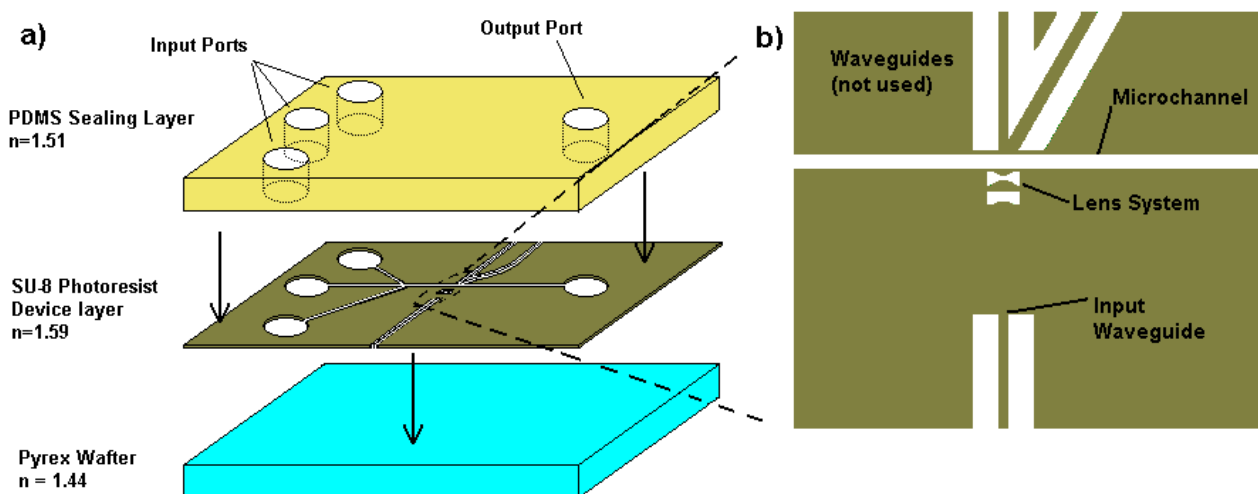 a)
Input Ports
Output Port
PDMS Sealing Layer
n=1.51
SU-8 Photoresist
Device layer
n=1.59
Pyrex Wafter
n = 1.44
b)
Waveguides
(not used)
Microchannel
Lens System
Input
Waveguide